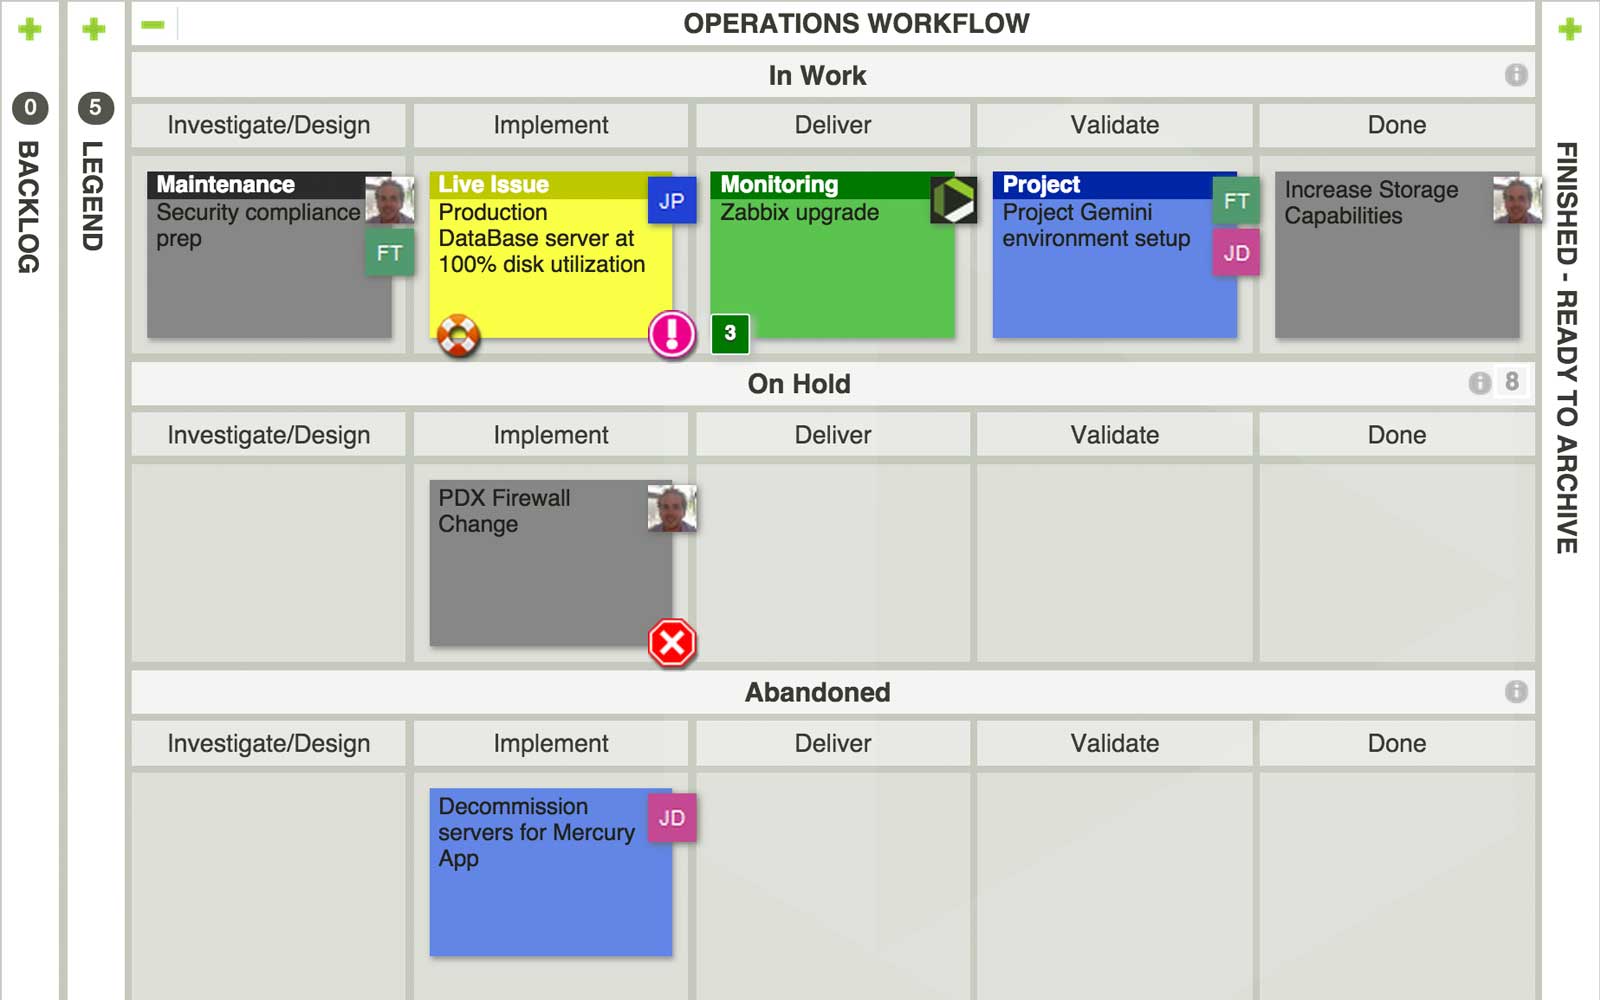 OPERATIONS WORKFLOW
0
BACKLOG
5
LEGEND
In Work
Investigate/Design
Implement
Deliver
Validate
Done
Maintenance
Security compliance
prep
FT
Live Issue
Production
DataBase server at
100% disk utilization
JP
Monitoring
Zabbix upgrade
3
Project
Project Gemini
environment setup
FT
JD
Increase Storage
Capabilities
On Hold
8
Investigate/Design
Implement
Deliver
Validate
Done
PDX Firewall
Change
Abandoned
Investigate/Design
Implement
Deliver
Validate
Done
Decommission
servers for Mercury
App
JD
FINISHED - READY TO ARCHIVE